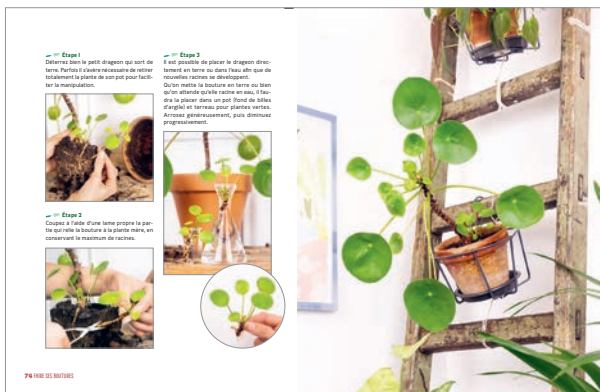 Étape 1
Déterrez bien le petit drageon qui sort de
terre. Parfois il s'avère nécessaire de retirer
totalement la plante de son pot pour facili-
ter la manipulation.
Étape 2
Coupez à l'aide d'une lame propre la par-
tie qui relie la bouture à la plante mère, en
conservant le maximum de racines.
Étape 3
Il est possible de placer le drageon direc-
tement en terre ou dans l'eau afin que de
nouvelles racines se développent.
Qu'on mette la bouture en terre ou bien
qu'on attende qu'elle racine en eau, il fau-
dra la placer dans un pot (fond de billes
d'argile) et terreau pour plantes vertes.
Arrosez généreusement, puis diminuez
progressivement.
74 FAIRE SES BOUTURES